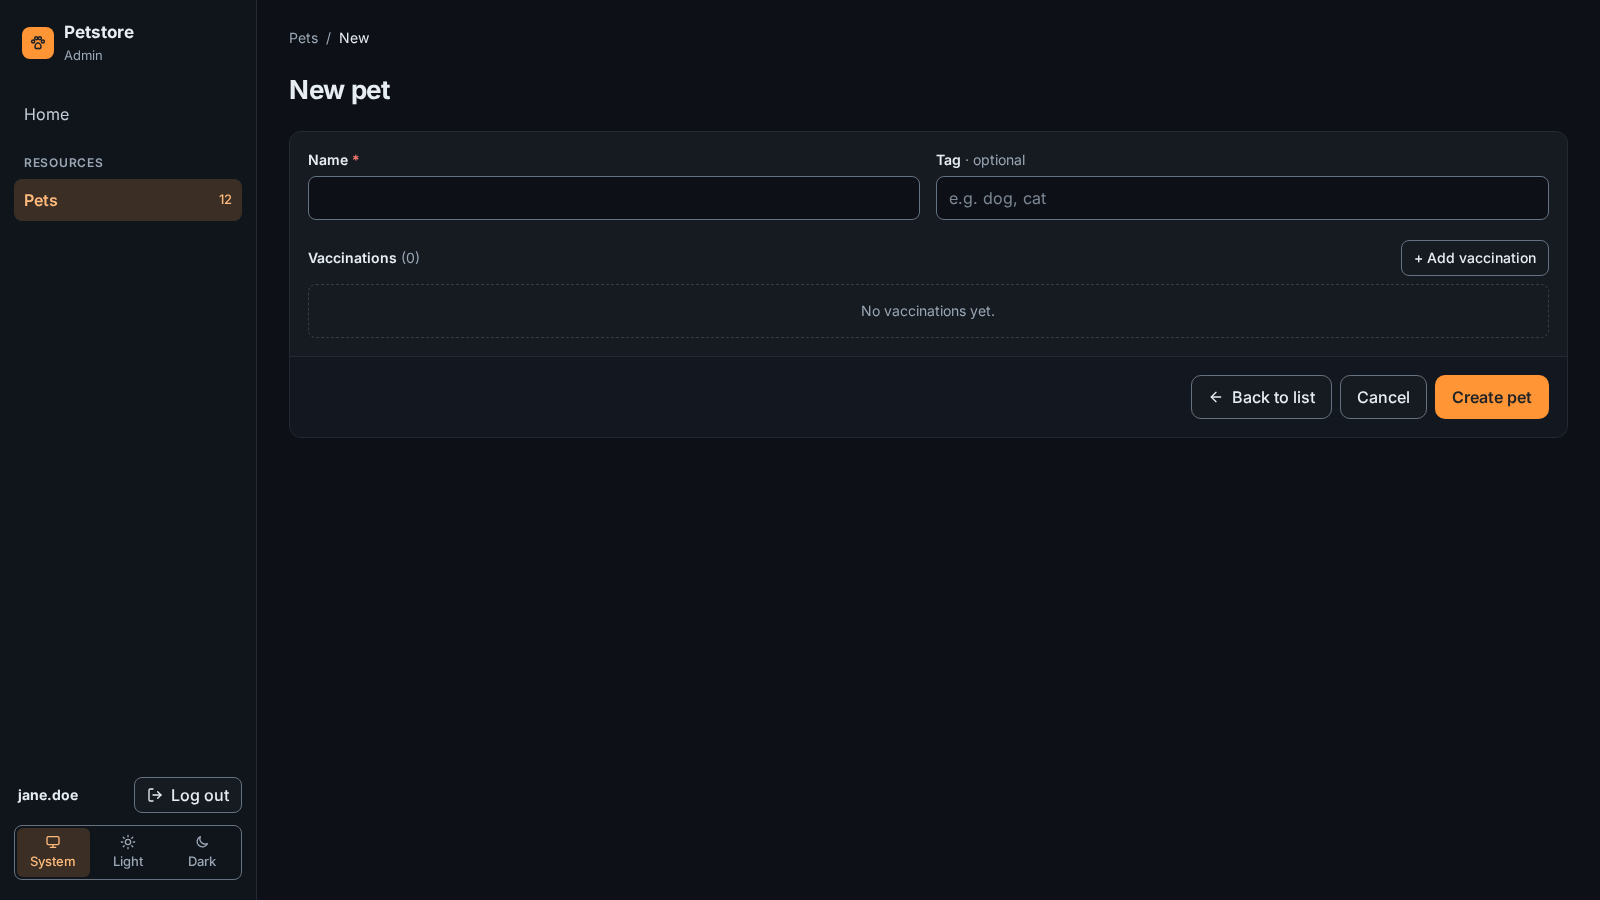 Petstore
Admin
Home
RESOURCES
Pets 12
jane.doe
Log out
System Light Dark
Pets / New
New pet
Name * Tag · optional
e.g. dog, cat
Vaccinations (0) + Add vaccination
No vaccinations yet.
Back to list Cancel Create pet